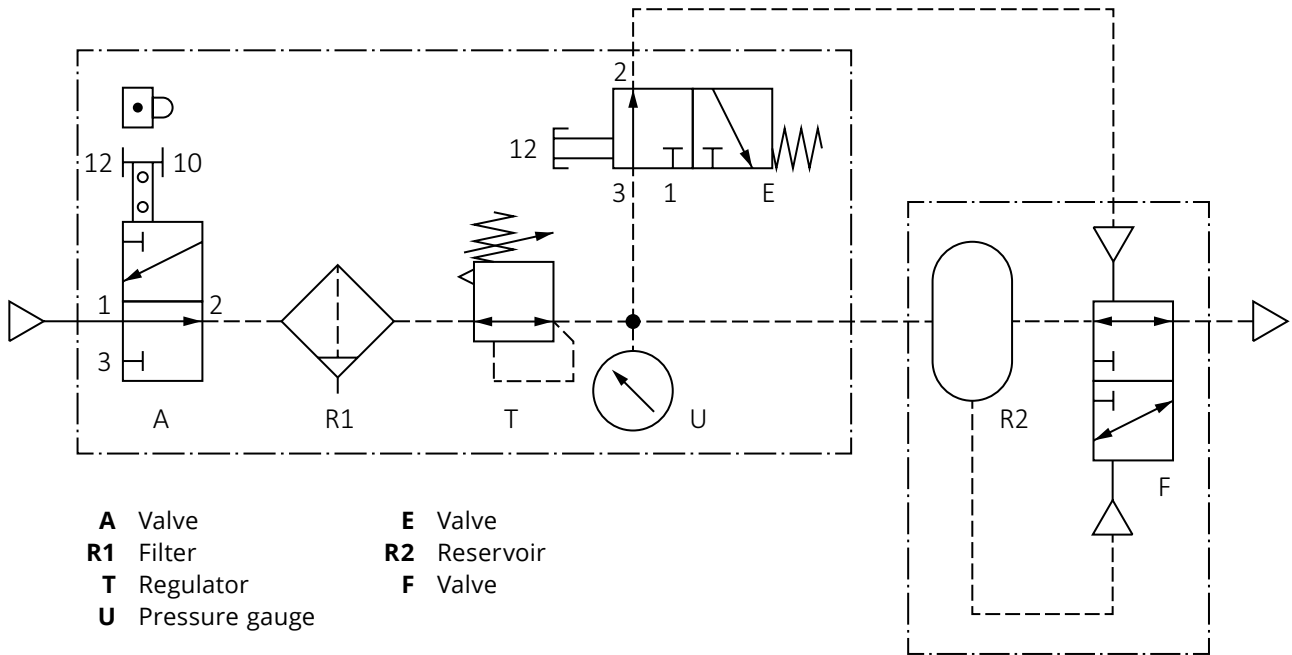 2
12 10
12
3 1 E
1 2
3
A R1 T U R2
F
A Valve
R1 Filter
T Regulator
U Pressure gauge
E Valve
R2 Reservoir
F Valve